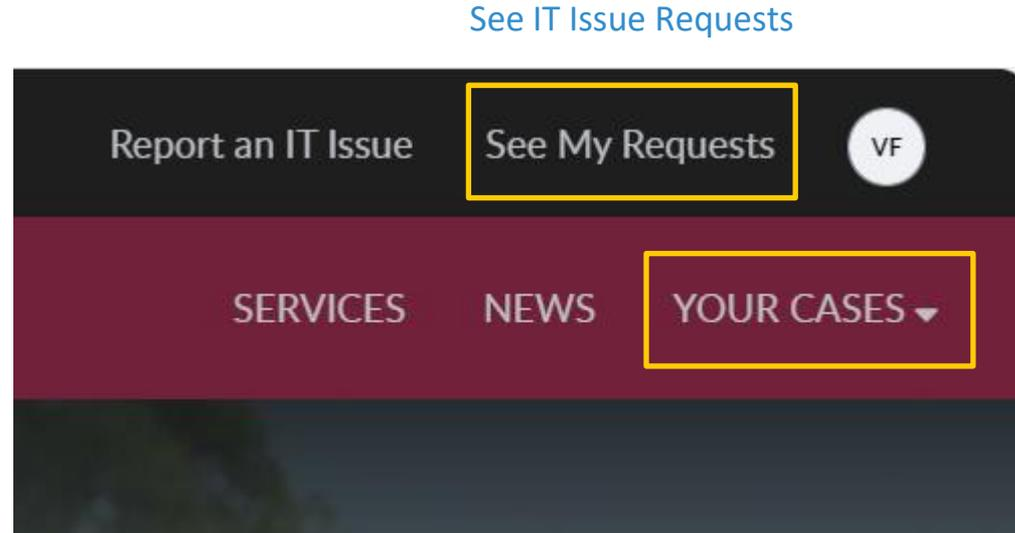 See IT Issue Requests
Report an IT Issue See My Requests VF
SERVICES NEWS YOUR CASES